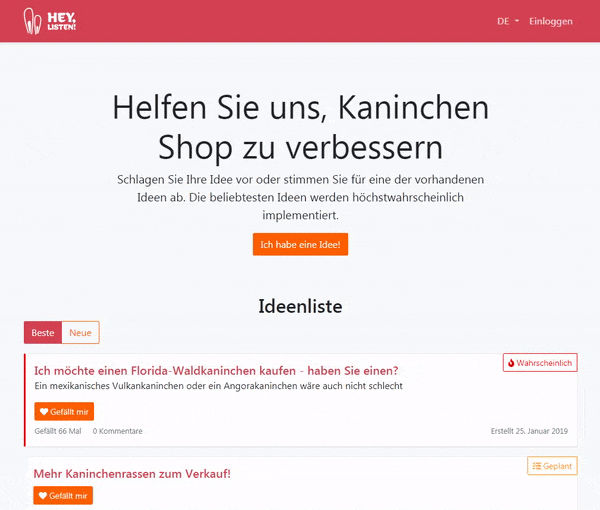 HEY,
LISTEN!
DE
Einloggen
Helfen Sie uns, Kaninchen
Shop zu verbessern
Schlagen Sie Ihre Idee vor oder stimmen Sie für eine der vorhandenen
Ideen ab. Die beliebtesten Ideen werden höchstwahrscheinlich
implementiert.
Ich habe eine Idee!
Ideenliste
Beste
Neue
Wahrscheinlich
Ich möchte einen Florida-Waldkaninchen kaufen - haben Sie einen?
Ein mexikanisches Vulkankaninchen oder ein Angorakaninchen wäre auch nicht schlecht
Gefällt mir
Gefällt 66 Mal
0 Kommentare
Erstellt 25. Januar 2019
Geplant
Mehr Kaninchenrassen zum Verkauf!
Gefällt mir